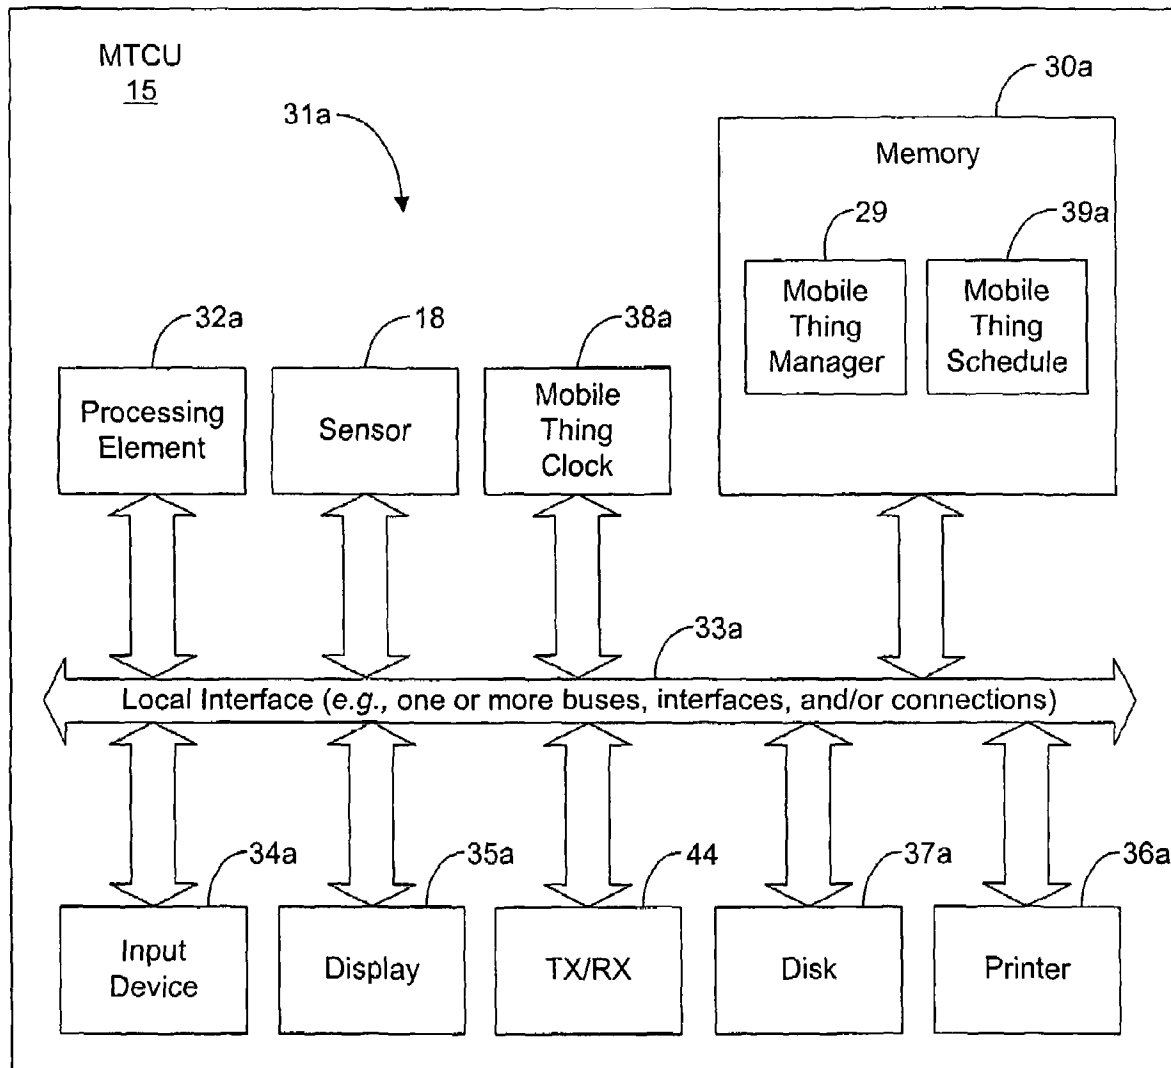 MTCU
15
31a
30a
Memory
29
39a
Mobile
Thing
Manager
Mobile
Thing
Schedule
32a
18
38a
Processing
Element
Sensor
Mobile
Thing
Clock
33a
Local Interface (e.g., one or more buses, interfaces, and/or connections)
34a
35a
44
37a
36a
Input
Device
Display
TX/RX
Disk
Printer